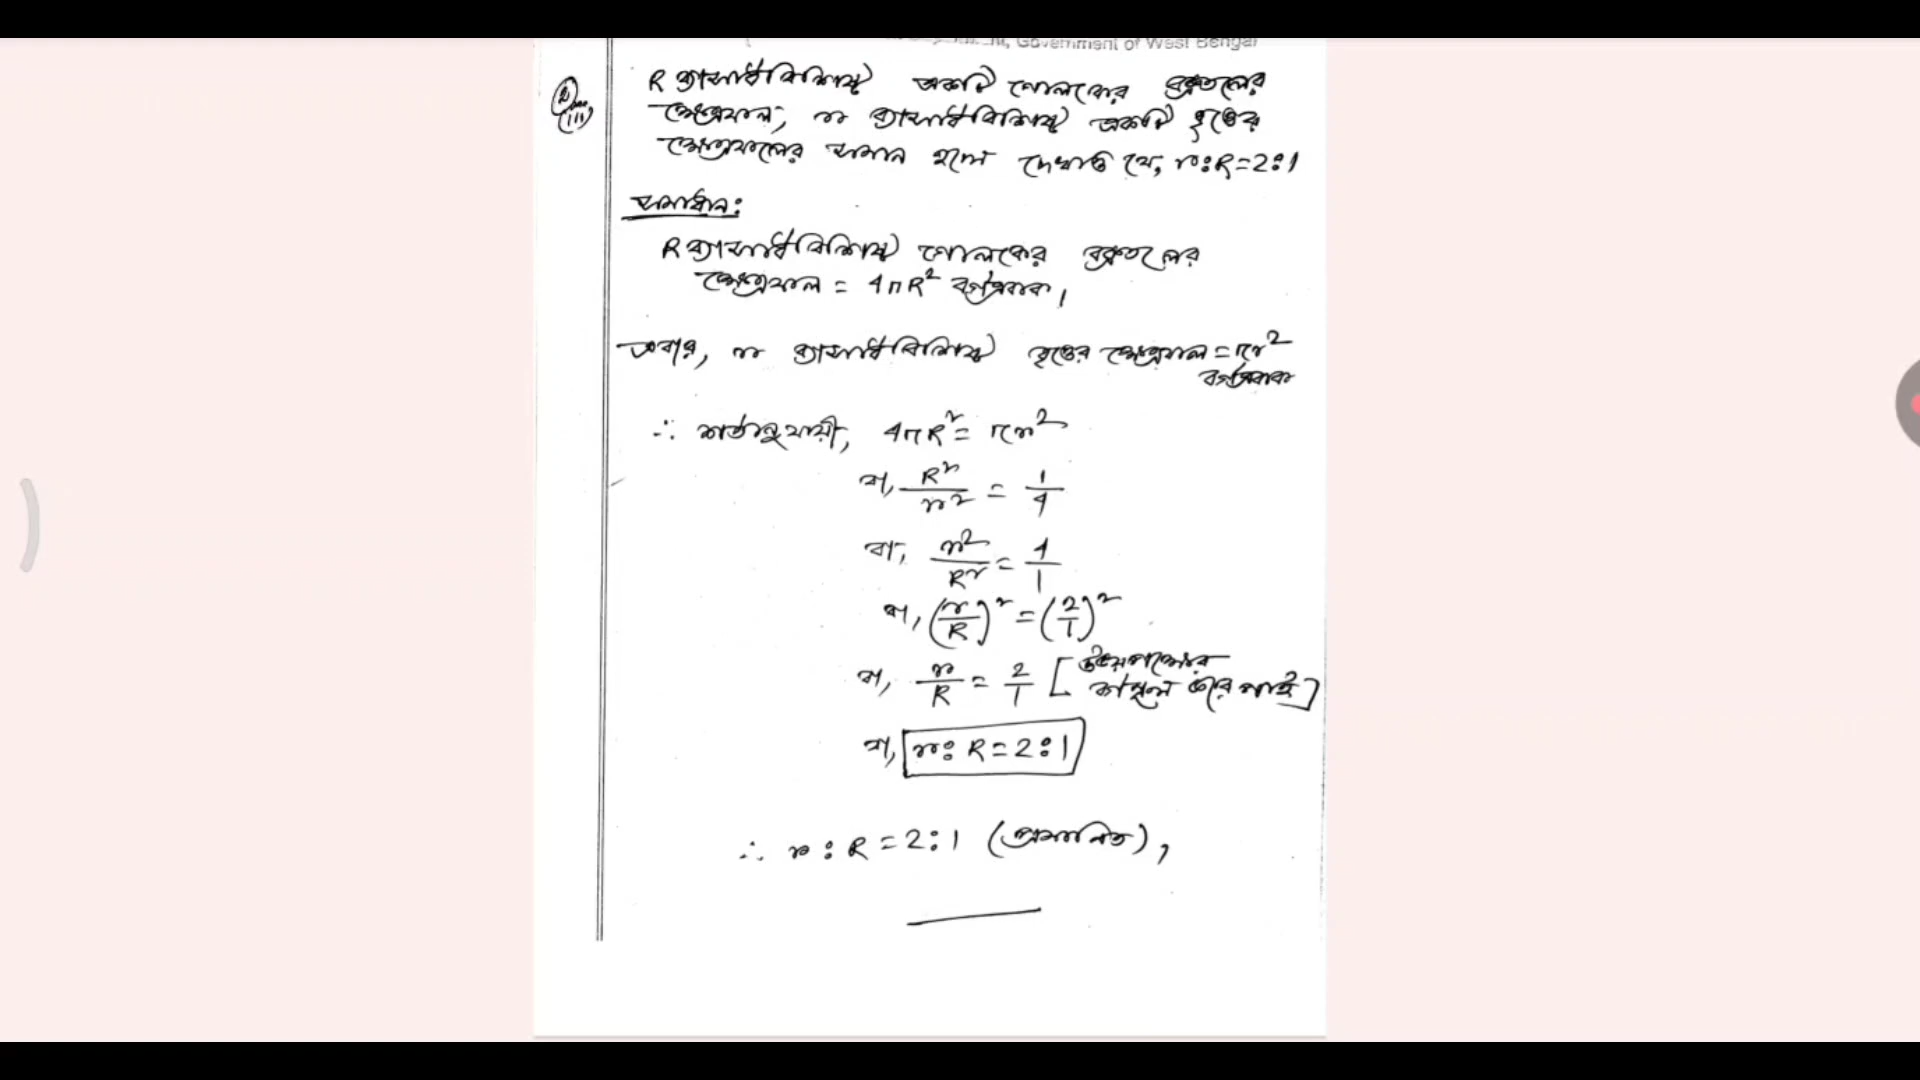 Government of West Bengal
২
(iii)
R ব্যাসার্ধবিশিষ্ট একটি গোলকের বক্রতলের
ক্ষেত্রফল, r ব্যাসার্ধবিশিষ্ট একটি বৃত্তের
ক্ষেত্রফলের সমান হলে দেখাও যে, r:R=2:1
সমাধান:
R ব্যাসার্ধবিশিষ্ট গোলকের বক্রতলের
ক্ষেত্রফল = 4πR² বর্গএকক।
আবার, r ব্যাসার্ধবিশিষ্ট বৃত্তের ক্ষেত্রফল = πr²
বর্গএকক
∴ শর্তানুযায়ী, 4πR² = πr²
বা, R²/r² = 1/4
বা, r²/R² = 4/1
বা, (r/R)² = (2/1)²
বা, r/R = 2/1 [উভয়পক্ষের
বর্গমূল করে পাই]
বা, r:R=2:1
∴ r:R=2:1 (প্রমাণিত),